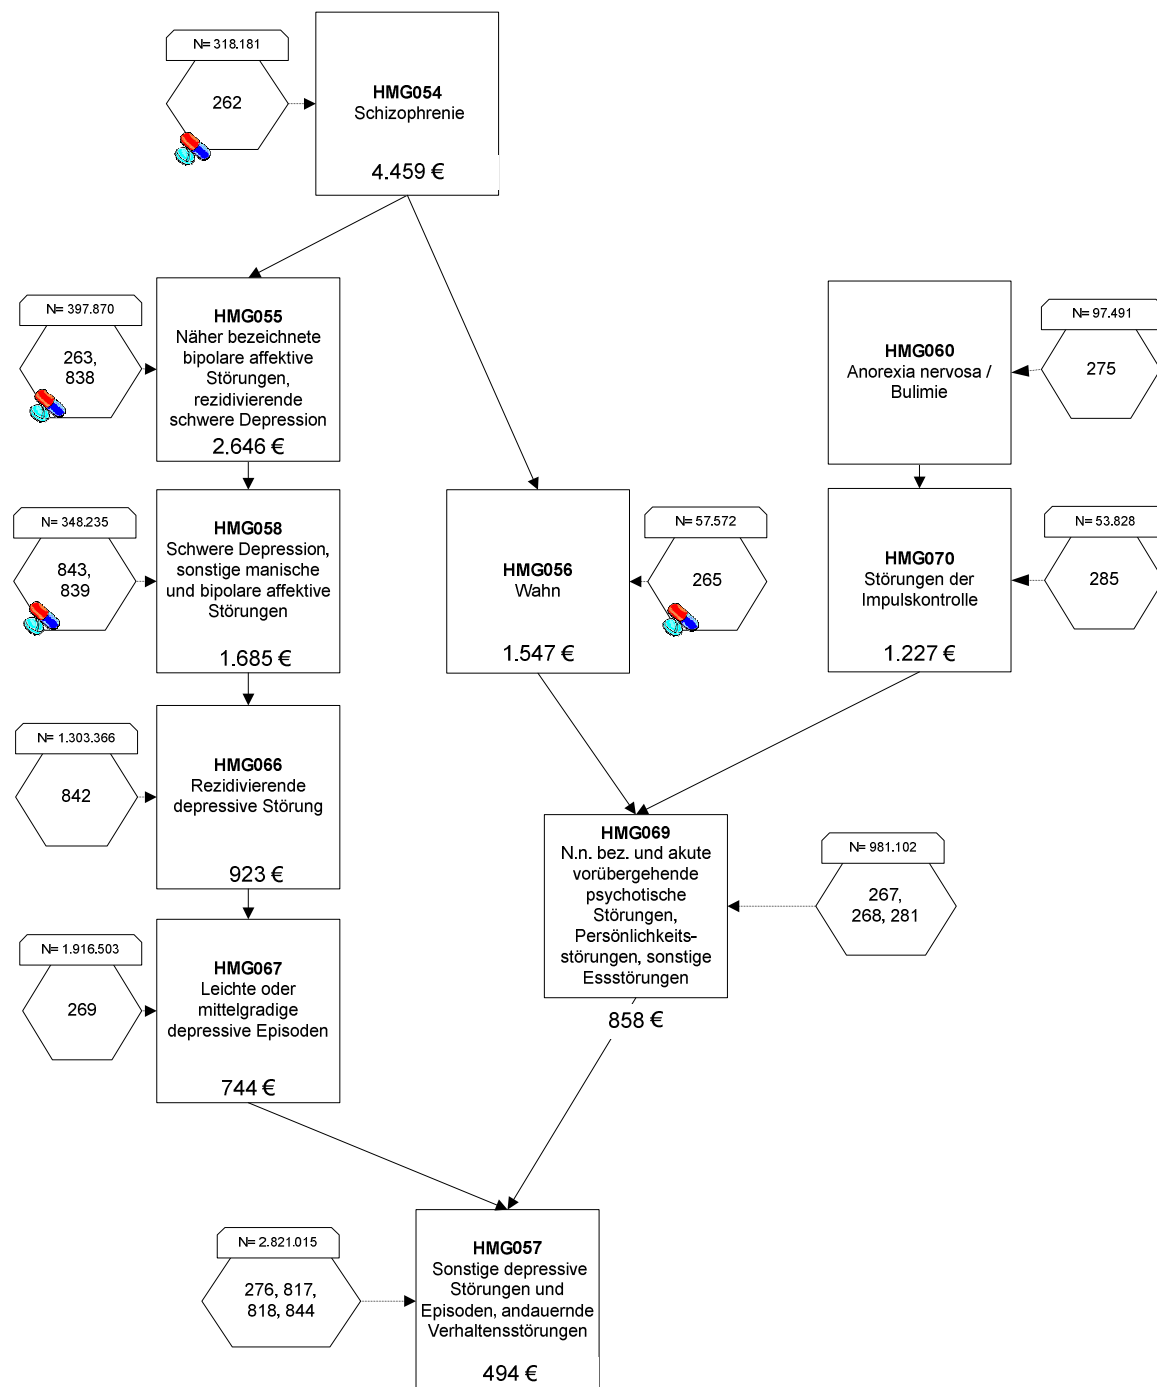 N= 318.181
262
HMG054
Schizophrenie
4.459 €
N= 397.870
263,
838
HMG055
Näher bezeichnete
bipolare affektive
Störungen,
rezidivierende
schwere Depression
2.646 €
HMG060
Anorexia nervosa /
Bulimie
N= 97.491
275
N= 348.235
843,
839
HMG058
Schwere Depression,
sonstige manische
und bipolare affektive
Störungen
1.685 €
HMG056
Wahn
1.547 €
N= 57.572
265
HMG070
Störungen der
Impulskontrolle
1.227 €
N= 53.828
285
N= 1.303.366
842
HMG066
Rezidivierende
depressive Störung
923 €
HMG069
N.n. bez. und akute
vorübergehende
psychotische
Störungen,
Persönlichkeits-
störungen, sonstige
Essstörungen
858 €
N= 981.102
267,
268, 281
N= 1.916.503
269
HMG067
Leichte oder
mittelgradige
depressive Episoden
744 €
N= 2.821.015
276, 817,
818, 844
HMG057
Sonstige depressive
Störungen und
Episoden, andauernde
Verhaltensstörungen
494 €